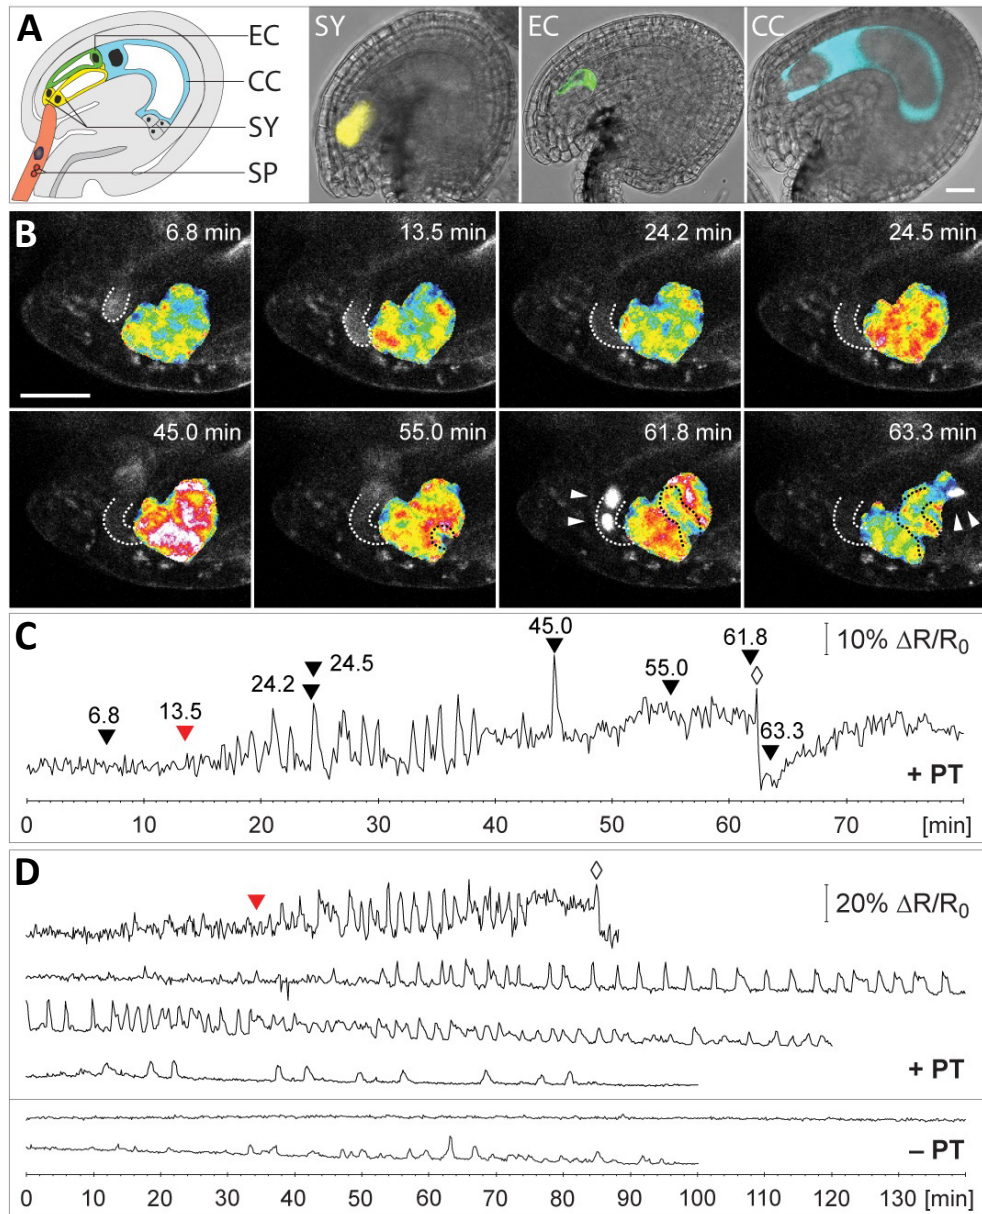 A
EC
CC
SY
SP
SY
EC
CC
B
6.8 min
13.5 min
24.2 min
24.5 min
45.0 min
55.0 min
61.8 min
63.3 min
C
6.8
13.5
24.2
24.5
45.0
55.0
61.8
63.3
10% ΔR/R₀
+ PT
0 10 20 30 40 50 60 70 [min]
D
20% ΔR/R₀
+ PT
– PT
0 10 20 30 40 50 60 70 80 90 100 110 120 130 [min]